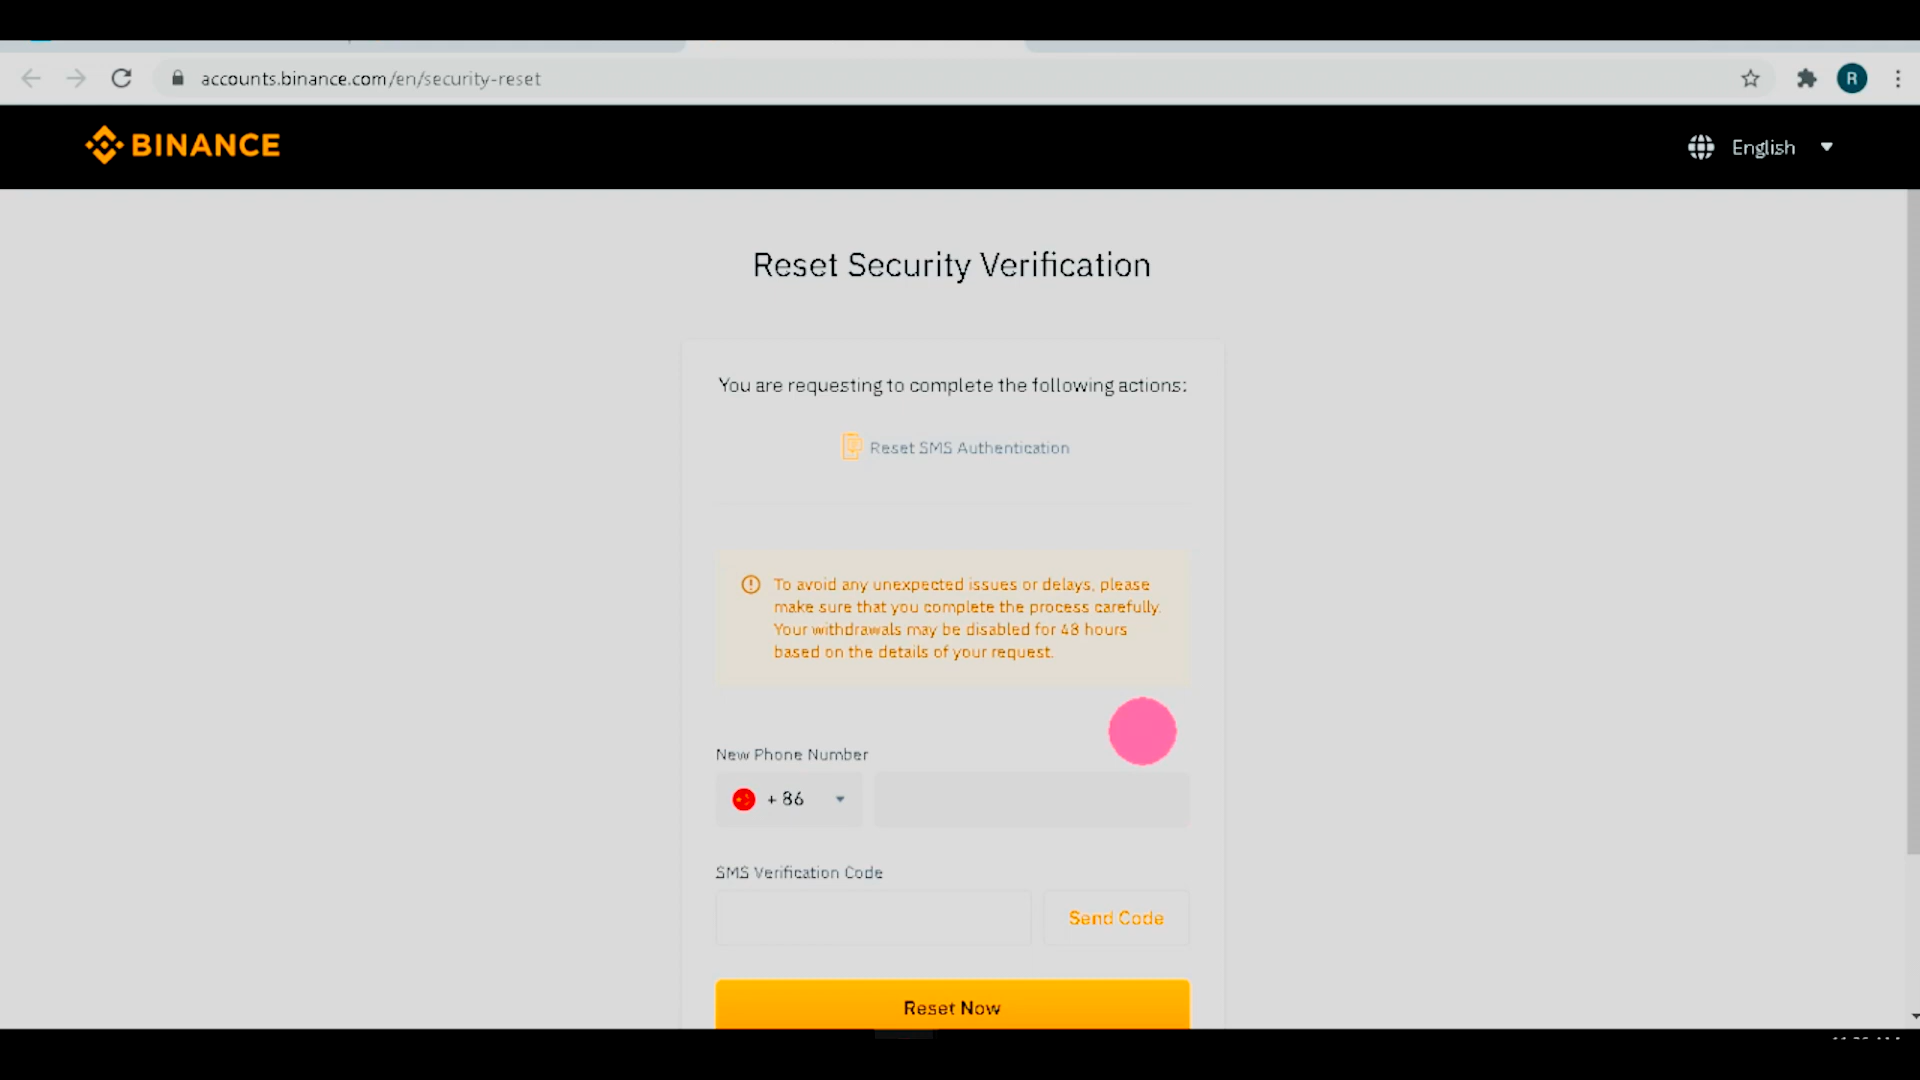 accounts.binance.com/en/security-reset
R
BINANCE
English
Reset Security Verification
You are requesting to complete the following actions:
Reset SMS Authentication
To avoid any unexpected issues or delays, please
make sure that you complete the process carefully.
Your withdrawals may be disabled for 48 hours
based on the details of your request.
New Phone Number
+ 86
SMS Verification Code
Send Code
Reset Now